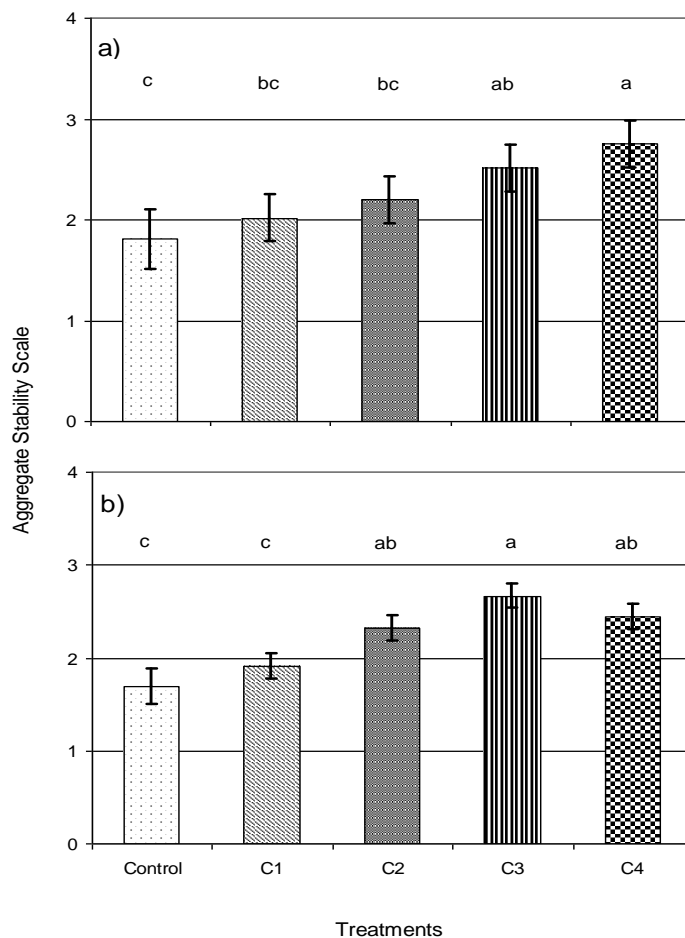 4
a)
c bc bc ab a
3
2
1
0
Aggregate Stability Scale
4
b)
c c ab a ab
3
2
1
0
Control C1 C2 C3 C4
Treatments